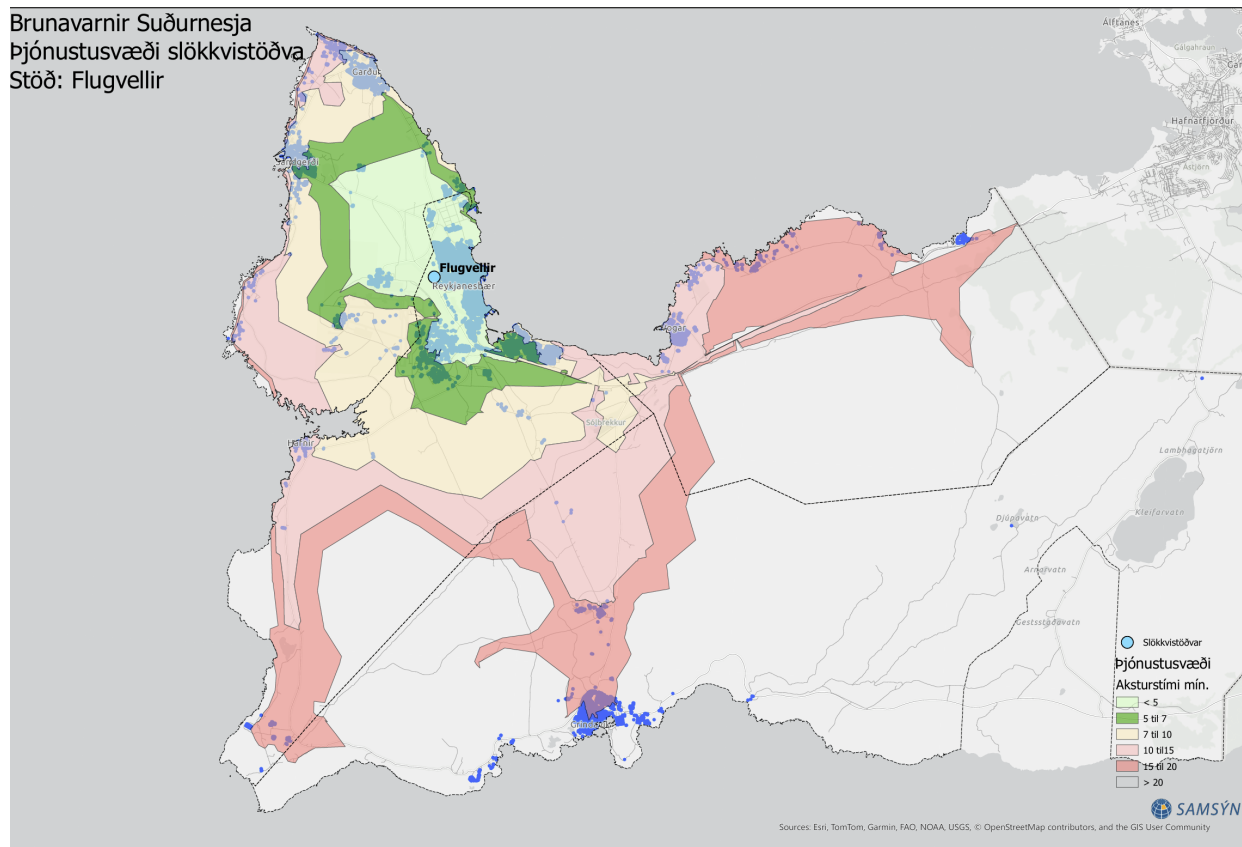 Brunavarnir Suðurnesja
Þjónustusvæði slökkvistöðva
Stöð: Flugvellir
Álftanes
Gálgahraun
Hafnarfjörður
Ástjörn
Garður
Sandgerði
Flugvellir
Reykjanesbær
Vogar
Sólbrekkur
Hafnir
Lambhagatjörn
Kleifarvatn
Djúpavatn
Arnarvatn
Gestsstaðavatn
Slökkvistöðvar
Þjónustusvæði
Aksturstími mín.
< 5
5 til 7
7 til 10
10 til15
15 til 20
> 20
SAMSÝN
Sources: Esri, TomTom, Garmin, FAO, NOAA, USGS, © OpenStreetMap contributors, and the GIS User Community